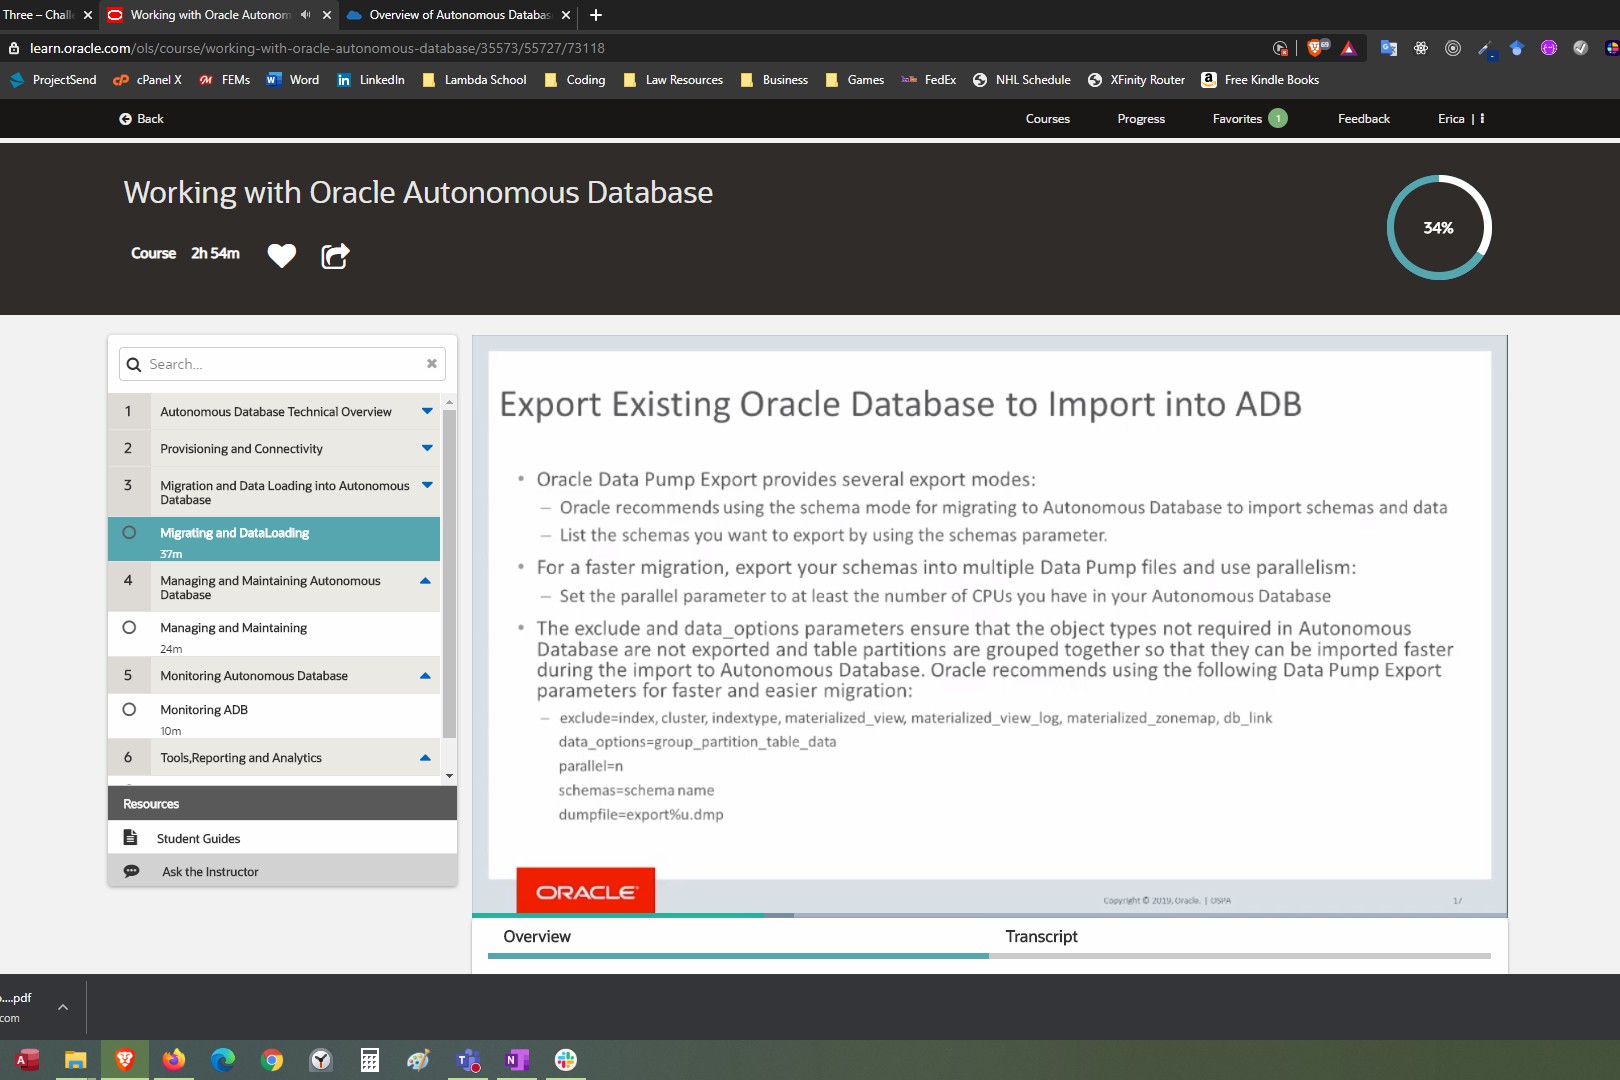 Three – Chall
Working with Oracle Autonom
Overview of Autonomous Databas
learn.oracle.com/ols/course/working-with-oracle-autonomous-database/35573/55727/73118
69
ProjectSend
cPanel X
FEMs
Word
LinkedIn
Lambda School
Coding
Law Resources
Business
Games
FedEx
NHL Schedule
XFinity Router
Free Kindle Books
Back
Courses
Progress
Favorites 1
Feedback
Erica
Working with Oracle Autonomous Database
Course 2h 54m
34%
Search...
1 Autonomous Database Technical Overview
2 Provisioning and Connectivity
3 Migration and Data Loading into Autonomous
Database
Migrating and DataLoading
37m
4 Managing and Maintaining Autonomous
Database
Managing and Maintaining
24m
5 Monitoring Autonomous Database
Monitoring ADB
10m
6 Tools,Reporting and Analytics
Resources
Student Guides
Ask the Instructor
Export Existing Oracle Database to Import into ADB
• Oracle Data Pump Export provides several export modes:
– Oracle recommends using the schema mode for migrating to Autonomous Database to import schemas and data
– List the schemas you want to export by using the schemas parameter.
• For a faster migration, export your schemas into multiple Data Pump files and use parallelism:
– Set the parallel parameter to at least the number of CPUs you have in your Autonomous Database
• The exclude and data_options parameters ensure that the object types not required in Autonomous
Database are not exported and table partitions are grouped together so that they can be imported faster
during the import to Autonomous Database. Oracle recommends using the following Data Pump Export
parameters for faster and easier migration:
– exclude=index, cluster, indextype, materialized_view, materialized_view_log, materialized_zonemap, db_link
data_options=group_partition_table_data
parallel=n
schemas=schema name
dumpfile=export%u.dmp
ORACLE
Copyright © 2019, Oracle. | OSPA
17
Overview
Transcript
o....pdf
com